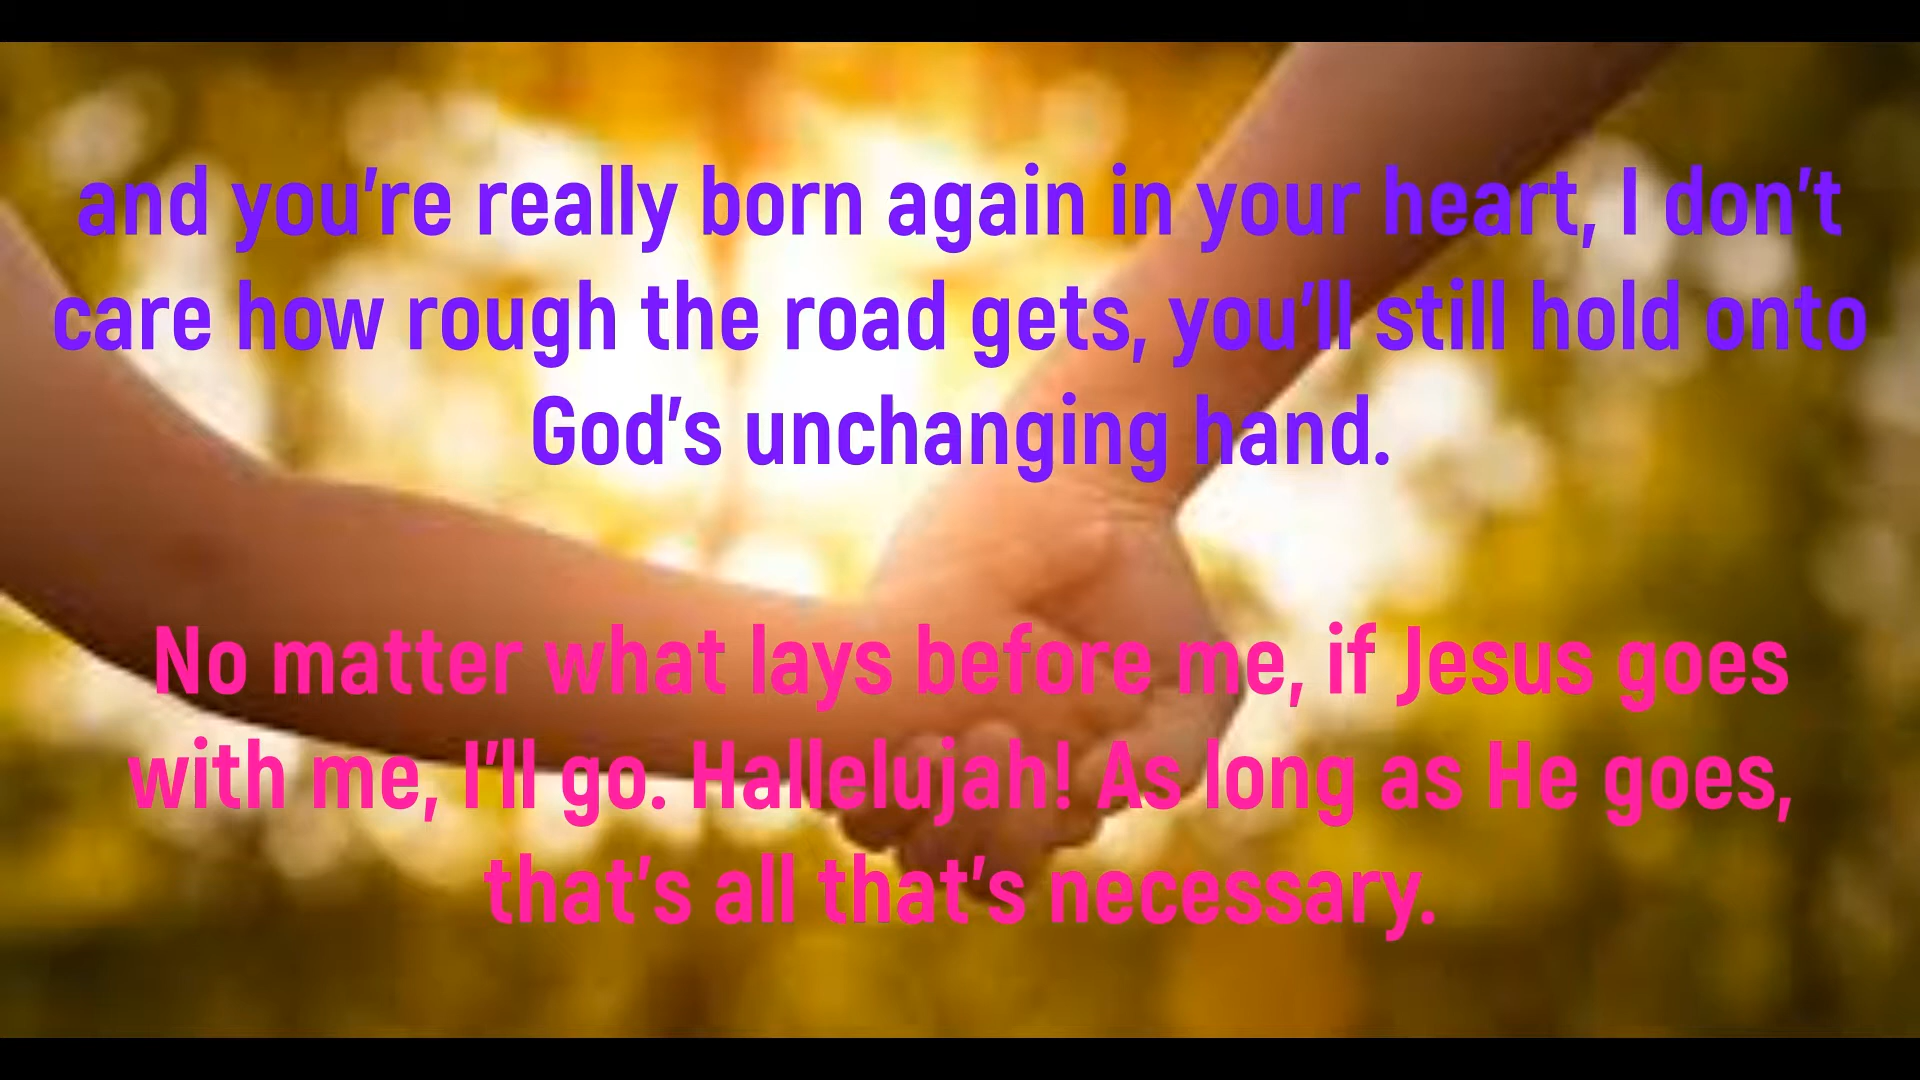 and you're really born again in your heart, I don't
care how rough the road gets, you'll still hold onto
God's unchanging hand.
No matter what lays before me, if Jesus goes
with me, I'll go. Hallelujah! As long as He goes,
that's all that's necessary.